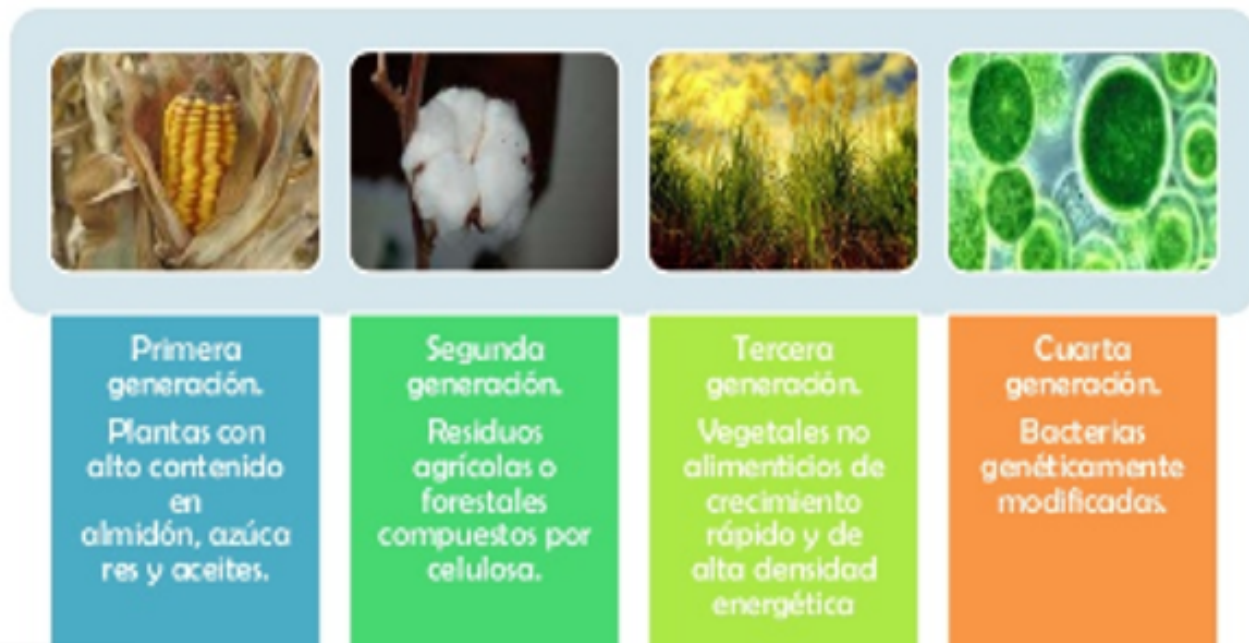 Primera
generación.
Plantas con
alto contenido
en
almidón, azúca
res y aceites.
Segunda
generación.
Residuos
agrícolas o
forestales
compuestos por
celulosa.
Tercera
generación.
Vegetales no
alimenticios de
crecimiento
rápido y de
alta densidad
energética
Cuarta
generación.
Bacterias
genéticamente
modificadas.